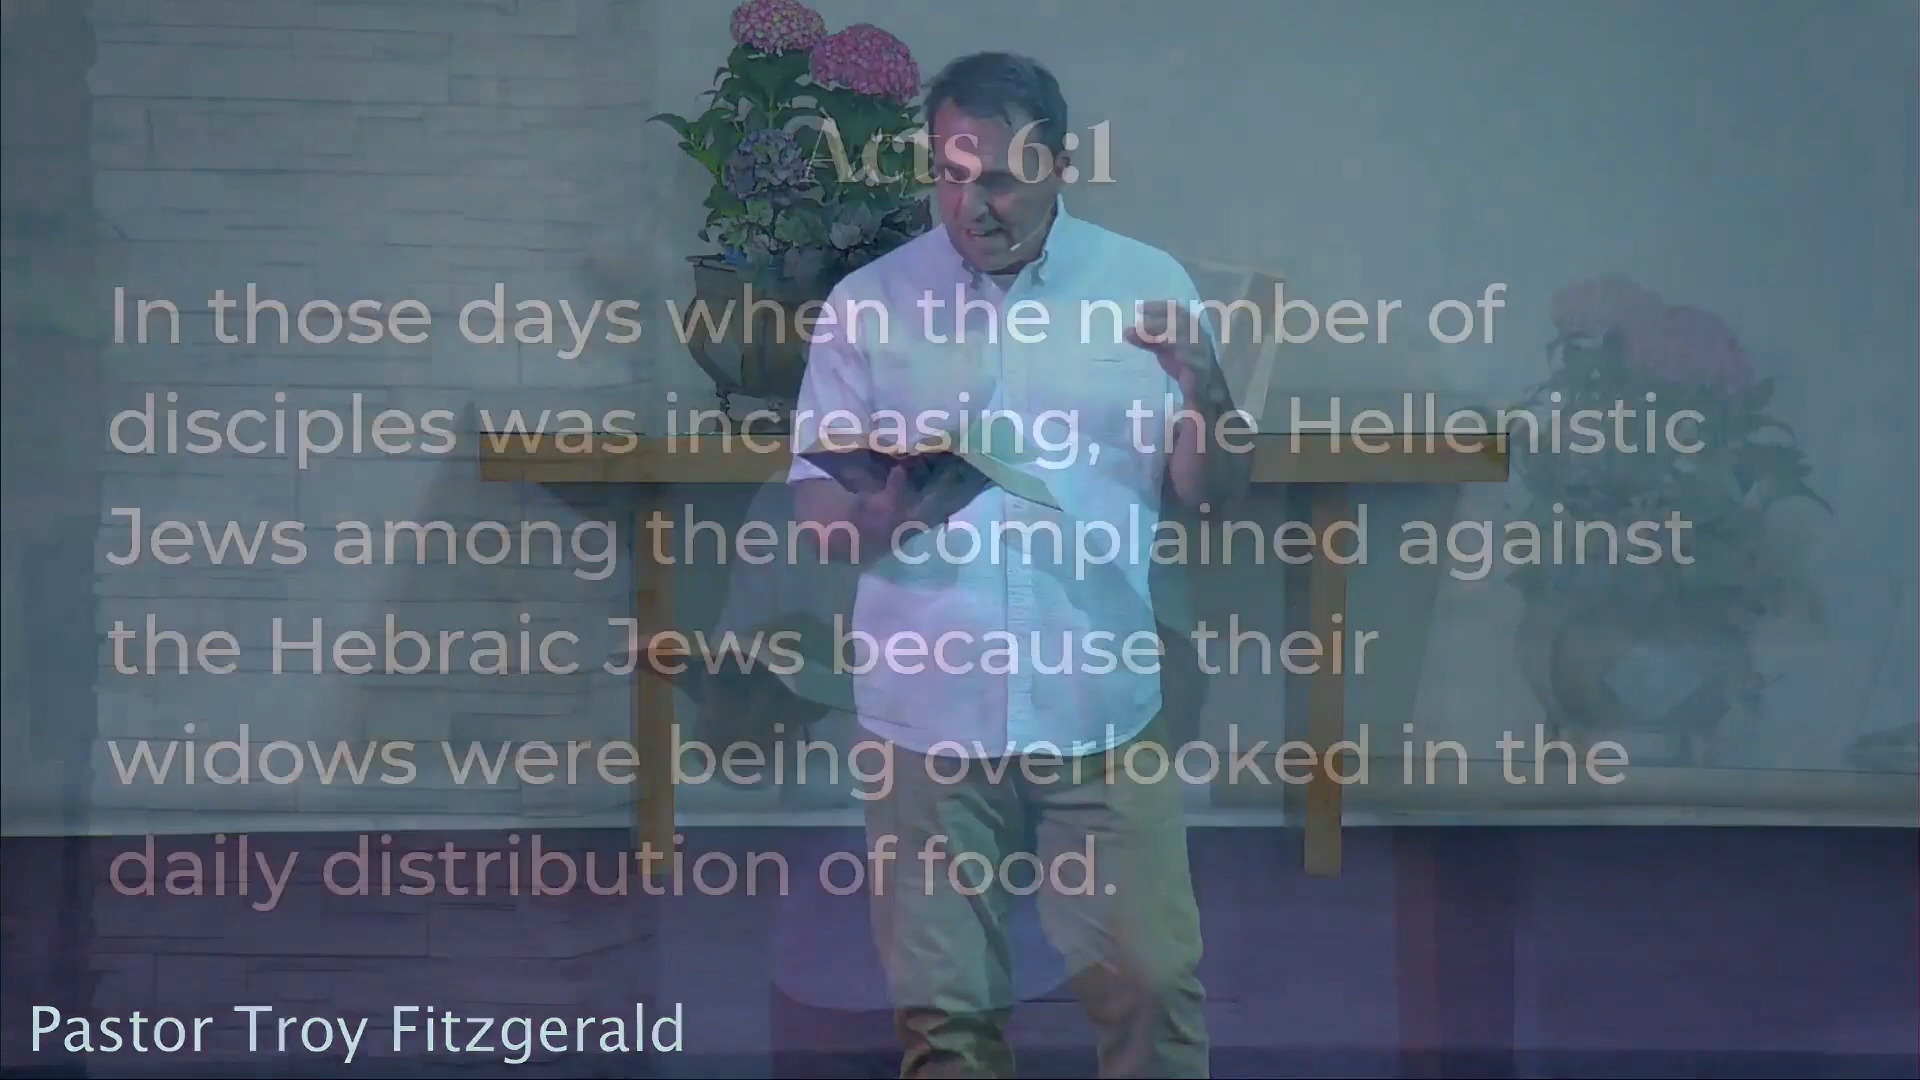 Acts 6:1
In those days when the number of
disciples was increasing, the Hellenistic
Jews among them complained against
the Hebraic Jews because their
widows were being overlooked in the
daily distribution of food.
Pastor Troy Fitzgerald